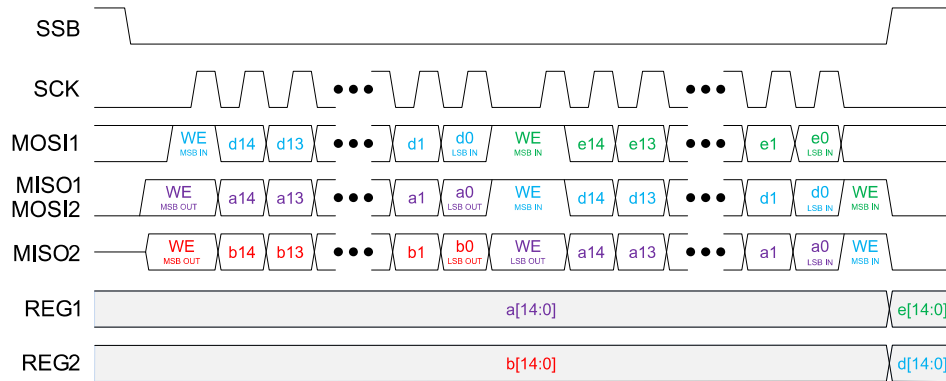 SSB
SCK
MOSI1 WE d14 d13 ••• d1 d0 WE e14 e13 ••• e1 e0
MSB IN LSB IN MSB IN LSB IN
MISO1
MOSI2 WE a14 a13 ••• a1 a0 WE d14 d13 ••• d1 d0 WE
MSB OUT LSB OUT MSB IN LSB IN MSB IN
MISO2 WE b14 b13 ••• b1 b0 WE a14 a13 ••• a1 a0 WE
MSB OUT LSB OUT LSB OUT LSB IN MSB IN
REG1 a[14:0] e[14:0]
REG2 b[14:0] d[14:0]